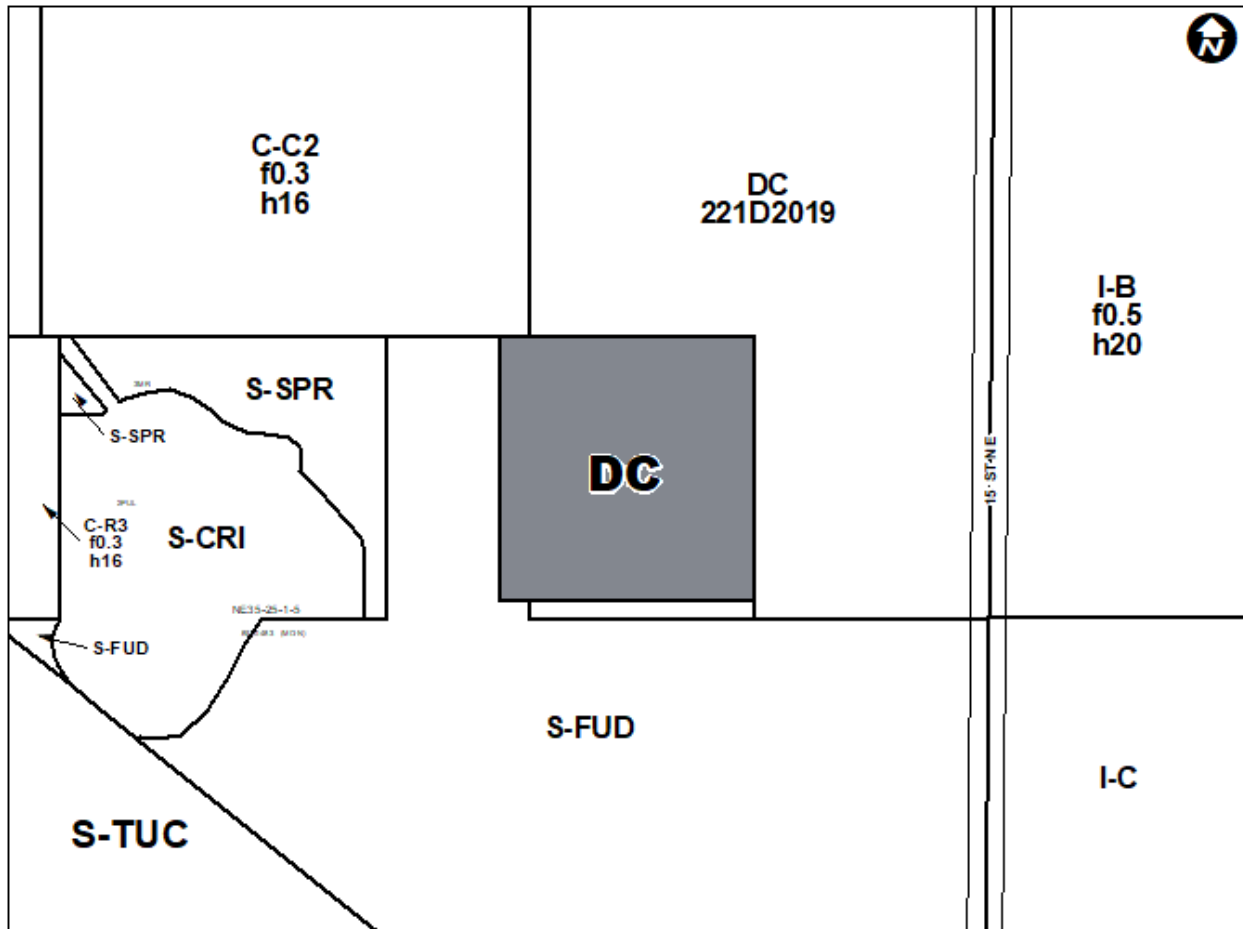 N
C-C2
f0.3
h16
DC
221D2019
I-B
f0.5
h20
S-SPR
S-SPR
DC
15 ST NE
C-R3
f0.3
h16
S-CRI
NE35-25-1-5
(MON)
S-FUD
S-FUD
S-TUC
I-C